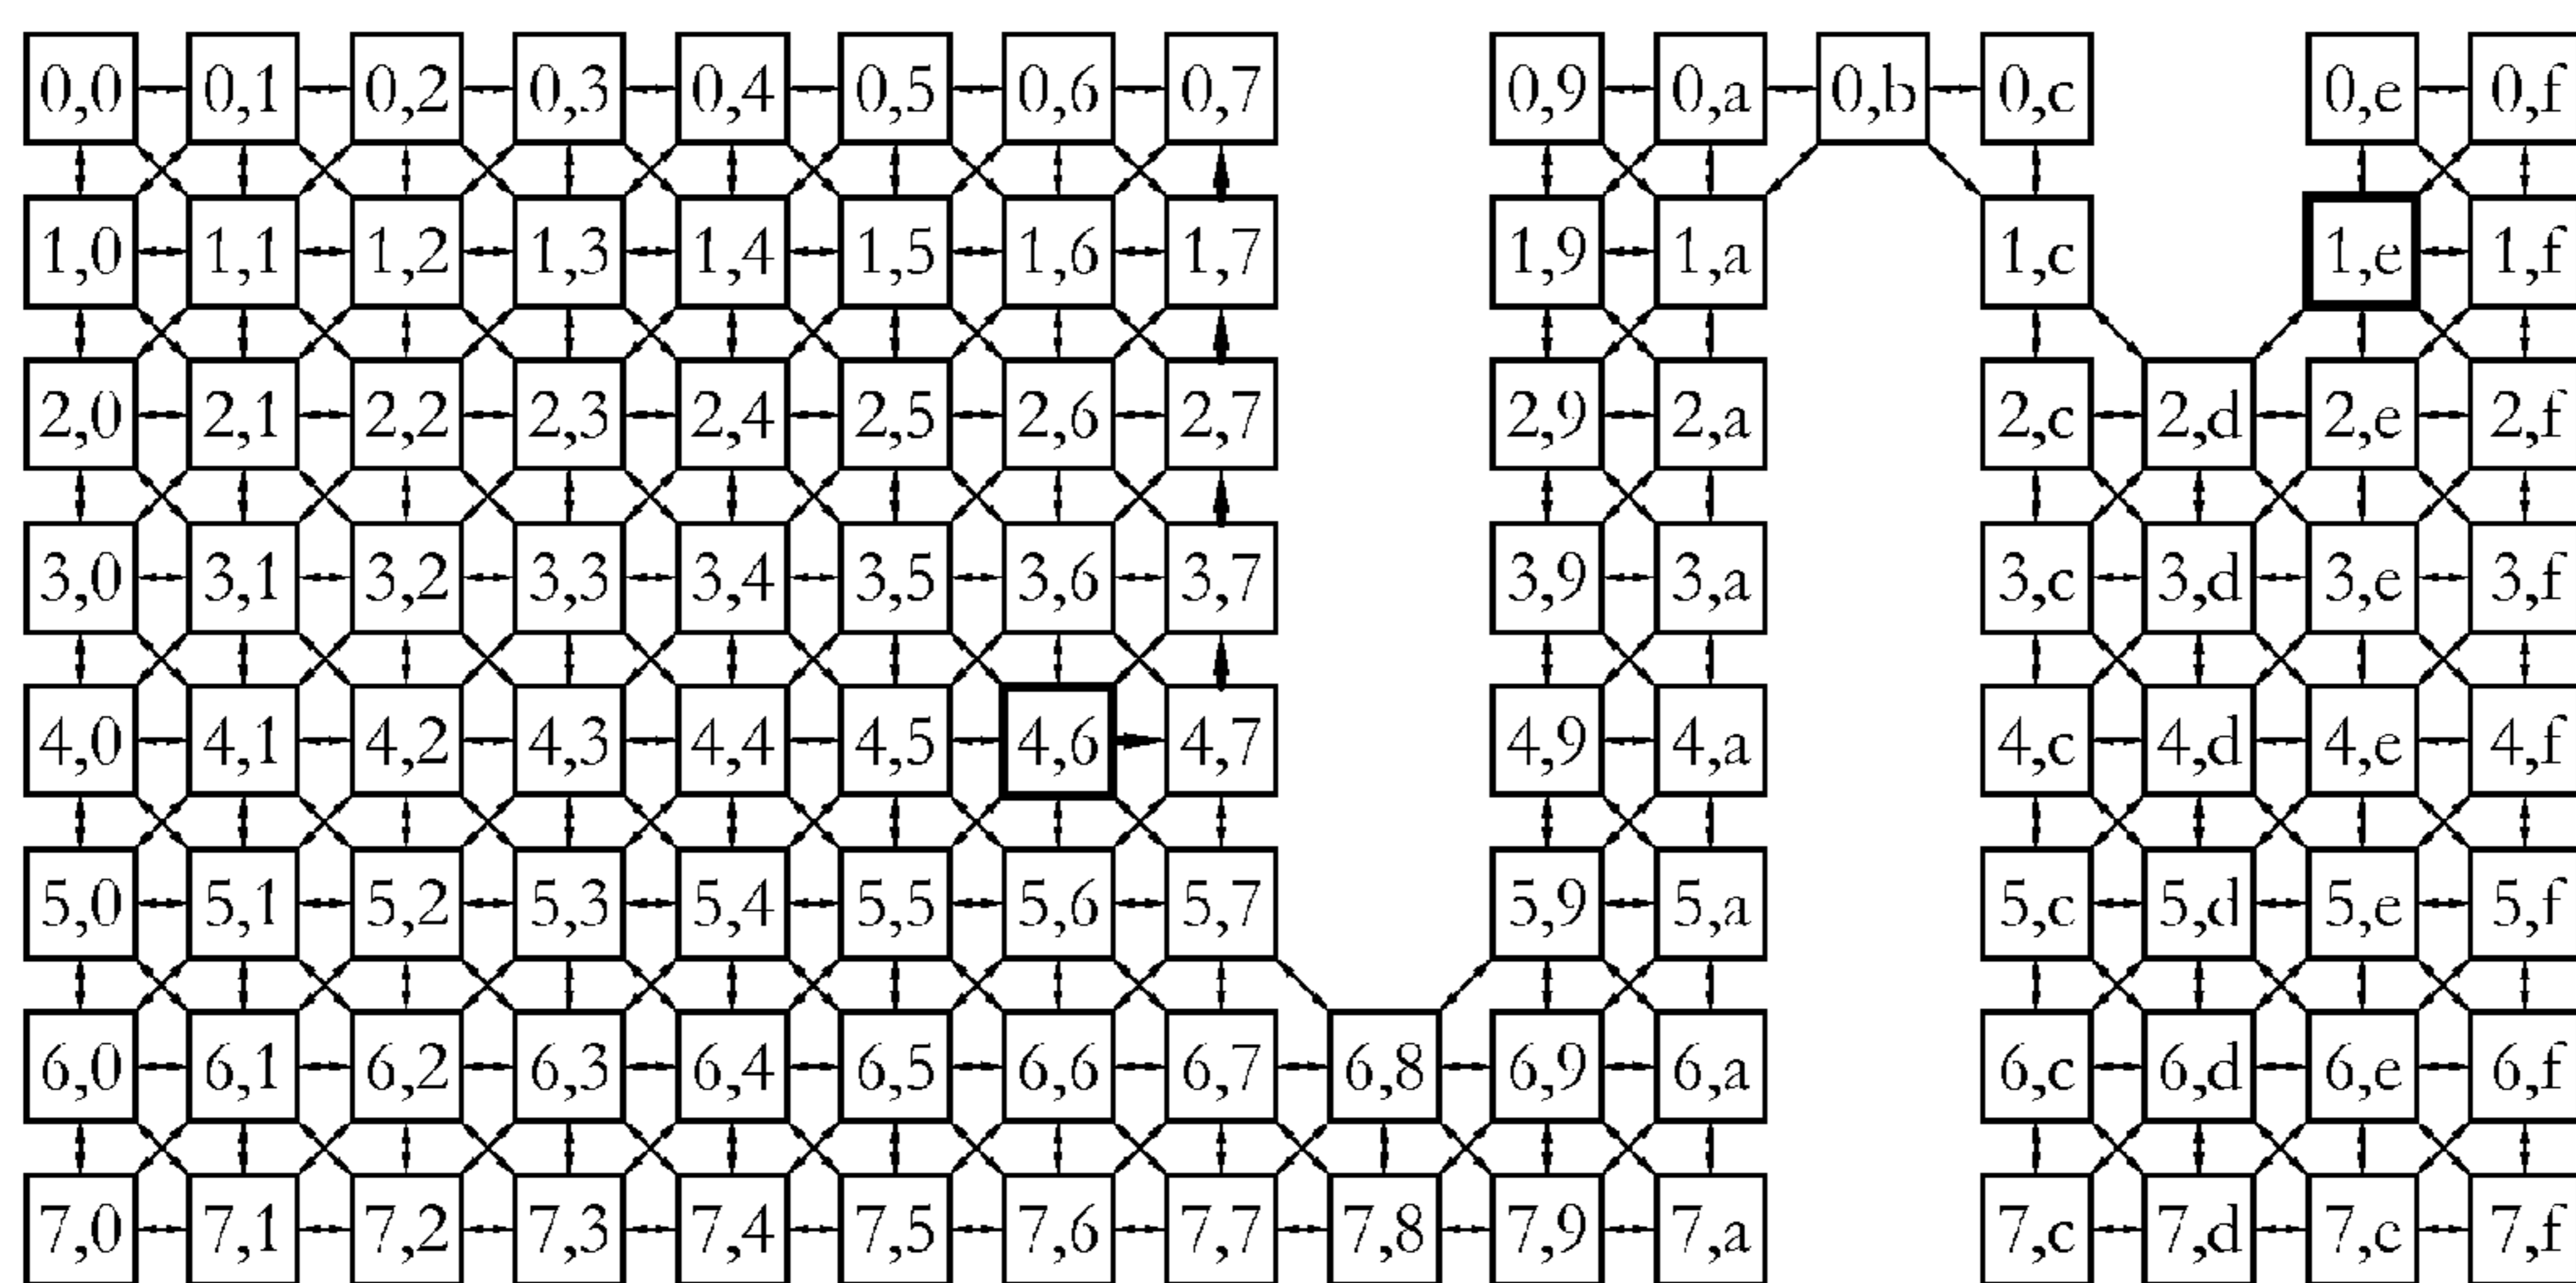 0,0 0,1 0,2 0,3 0,4 0,5 0,6 0,7 0,9 0,a 0,b 0,c 0,e 0,f
1,0 1,1 1,2 1,3 1,4 1,5 1,6 1,7 1,9 1,a 1,c 1,e 1,f
2,0 2,1 2,2 2,3 2,4 2,5 2,6 2,7 2,9 2,a 2,c 2,d 2,e 2,f
3,0 3,1 3,2 3,3 3,4 3,5 3,6 3,7 3,9 3,a 3,c 3,d 3,e 3,f
4,0 4,1 4,2 4,3 4,4 4,5 4,6 4,7 4,9 4,a 4,c 4,d 4,e 4,f
5,0 5,1 5,2 5,3 5,4 5,5 5,6 5,7 5,9 5,a 5,c 5,d 5,e 5,f
6,0 6,1 6,2 6,3 6,4 6,5 6,6 6,7 6,8 6,9 6,a 6,c 6,d 6,e 6,f
7,0 7,1 7,2 7,3 7,4 7,5 7,6 7,7 7,8 7,9 7,a 7,c 7,d 7,e 7,f